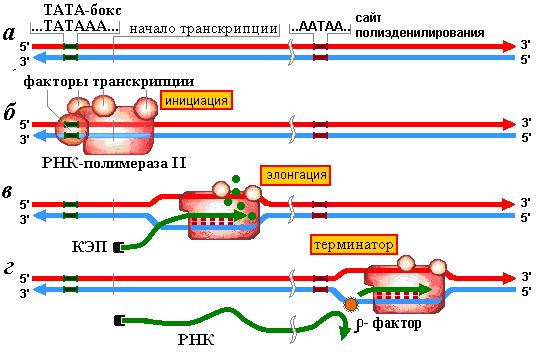 ТАТА-бокс
...ТАТААА...
начало транскрипции
...ААТАА..
сайт
полиэденилирования
а
5' 3'
3' 5'
факторы транскрипции
инициация
б
5' 3'
3' 5'
РНК-полимераза II
элонгация
в
5' 3'
3' 5'
КЭП
терминатор
г
5' 3'
3' 5'
РНК
ρ- фактор